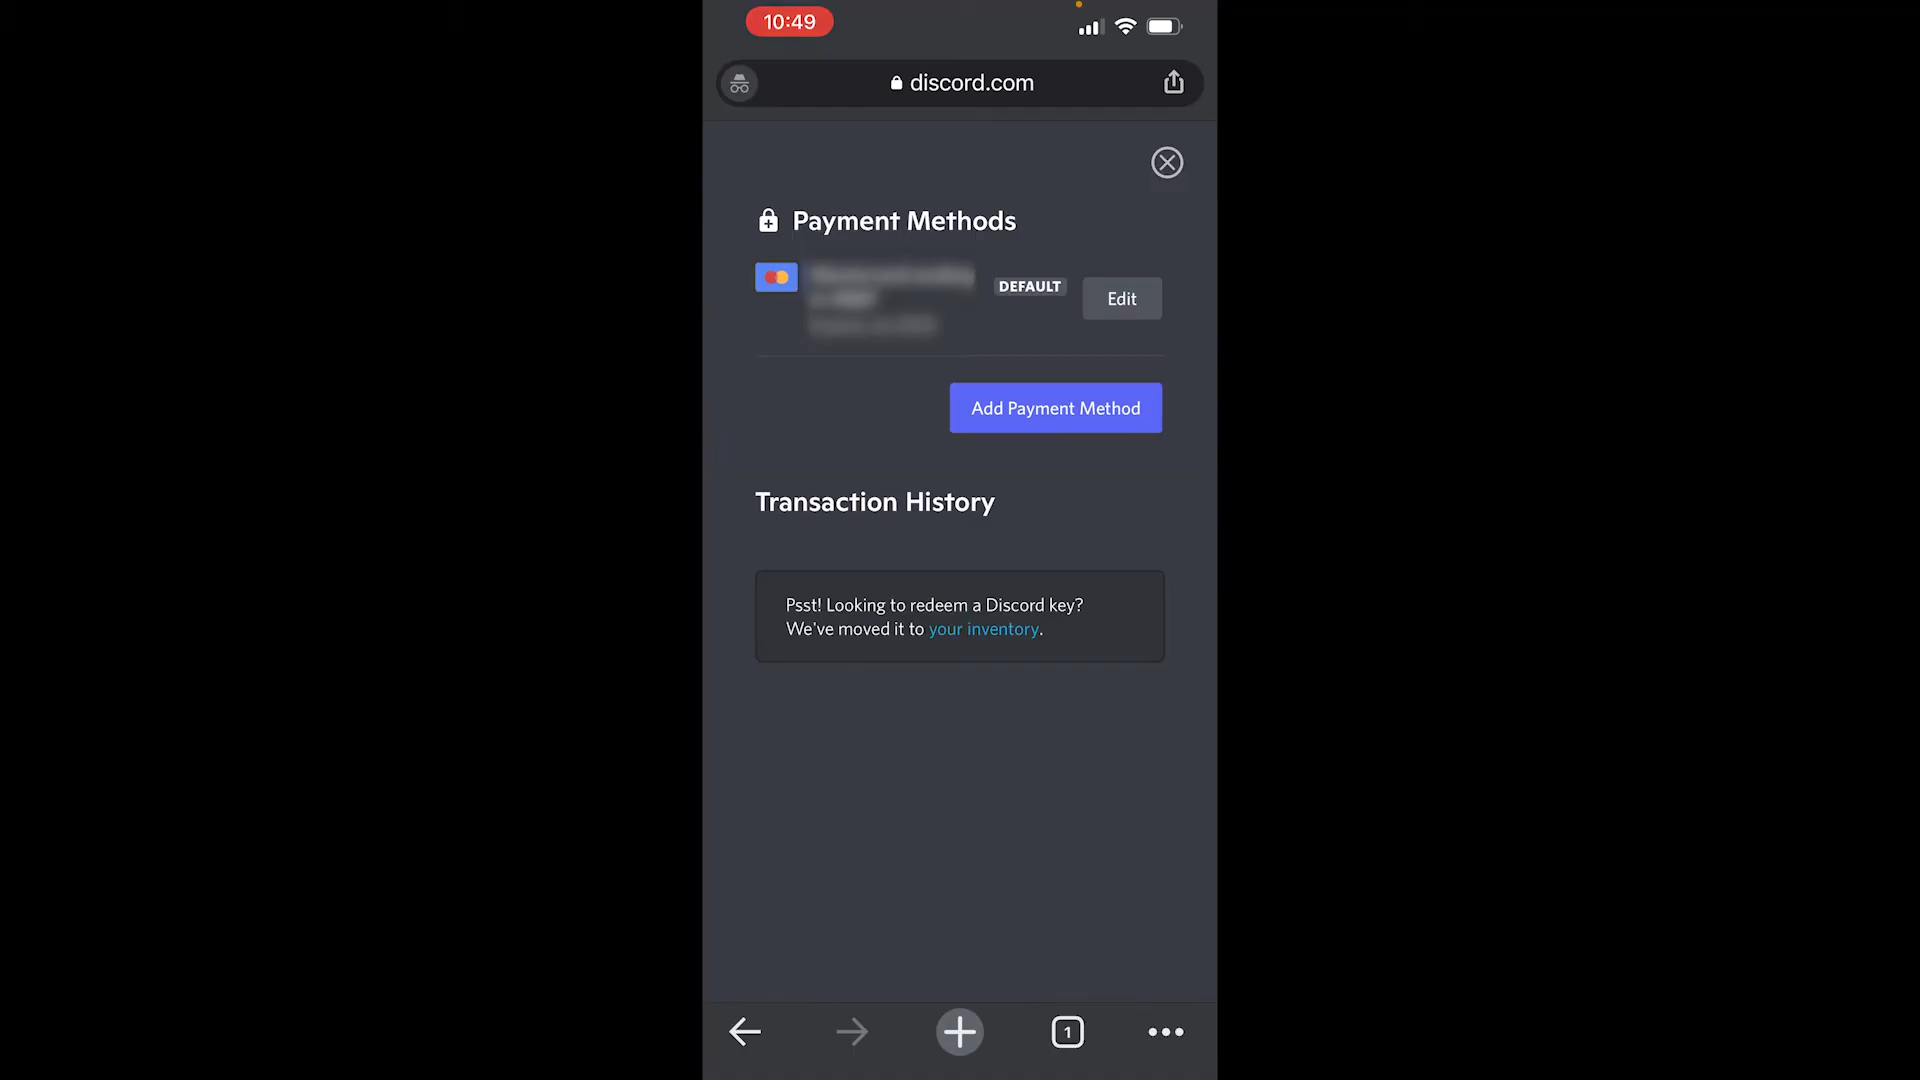 10:49
discord.com
Payment Methods
DEFAULT
Edit
Add Payment Method
Transaction History
Psst! Looking to redeem a Discord key?
We've moved it to your inventory.
1